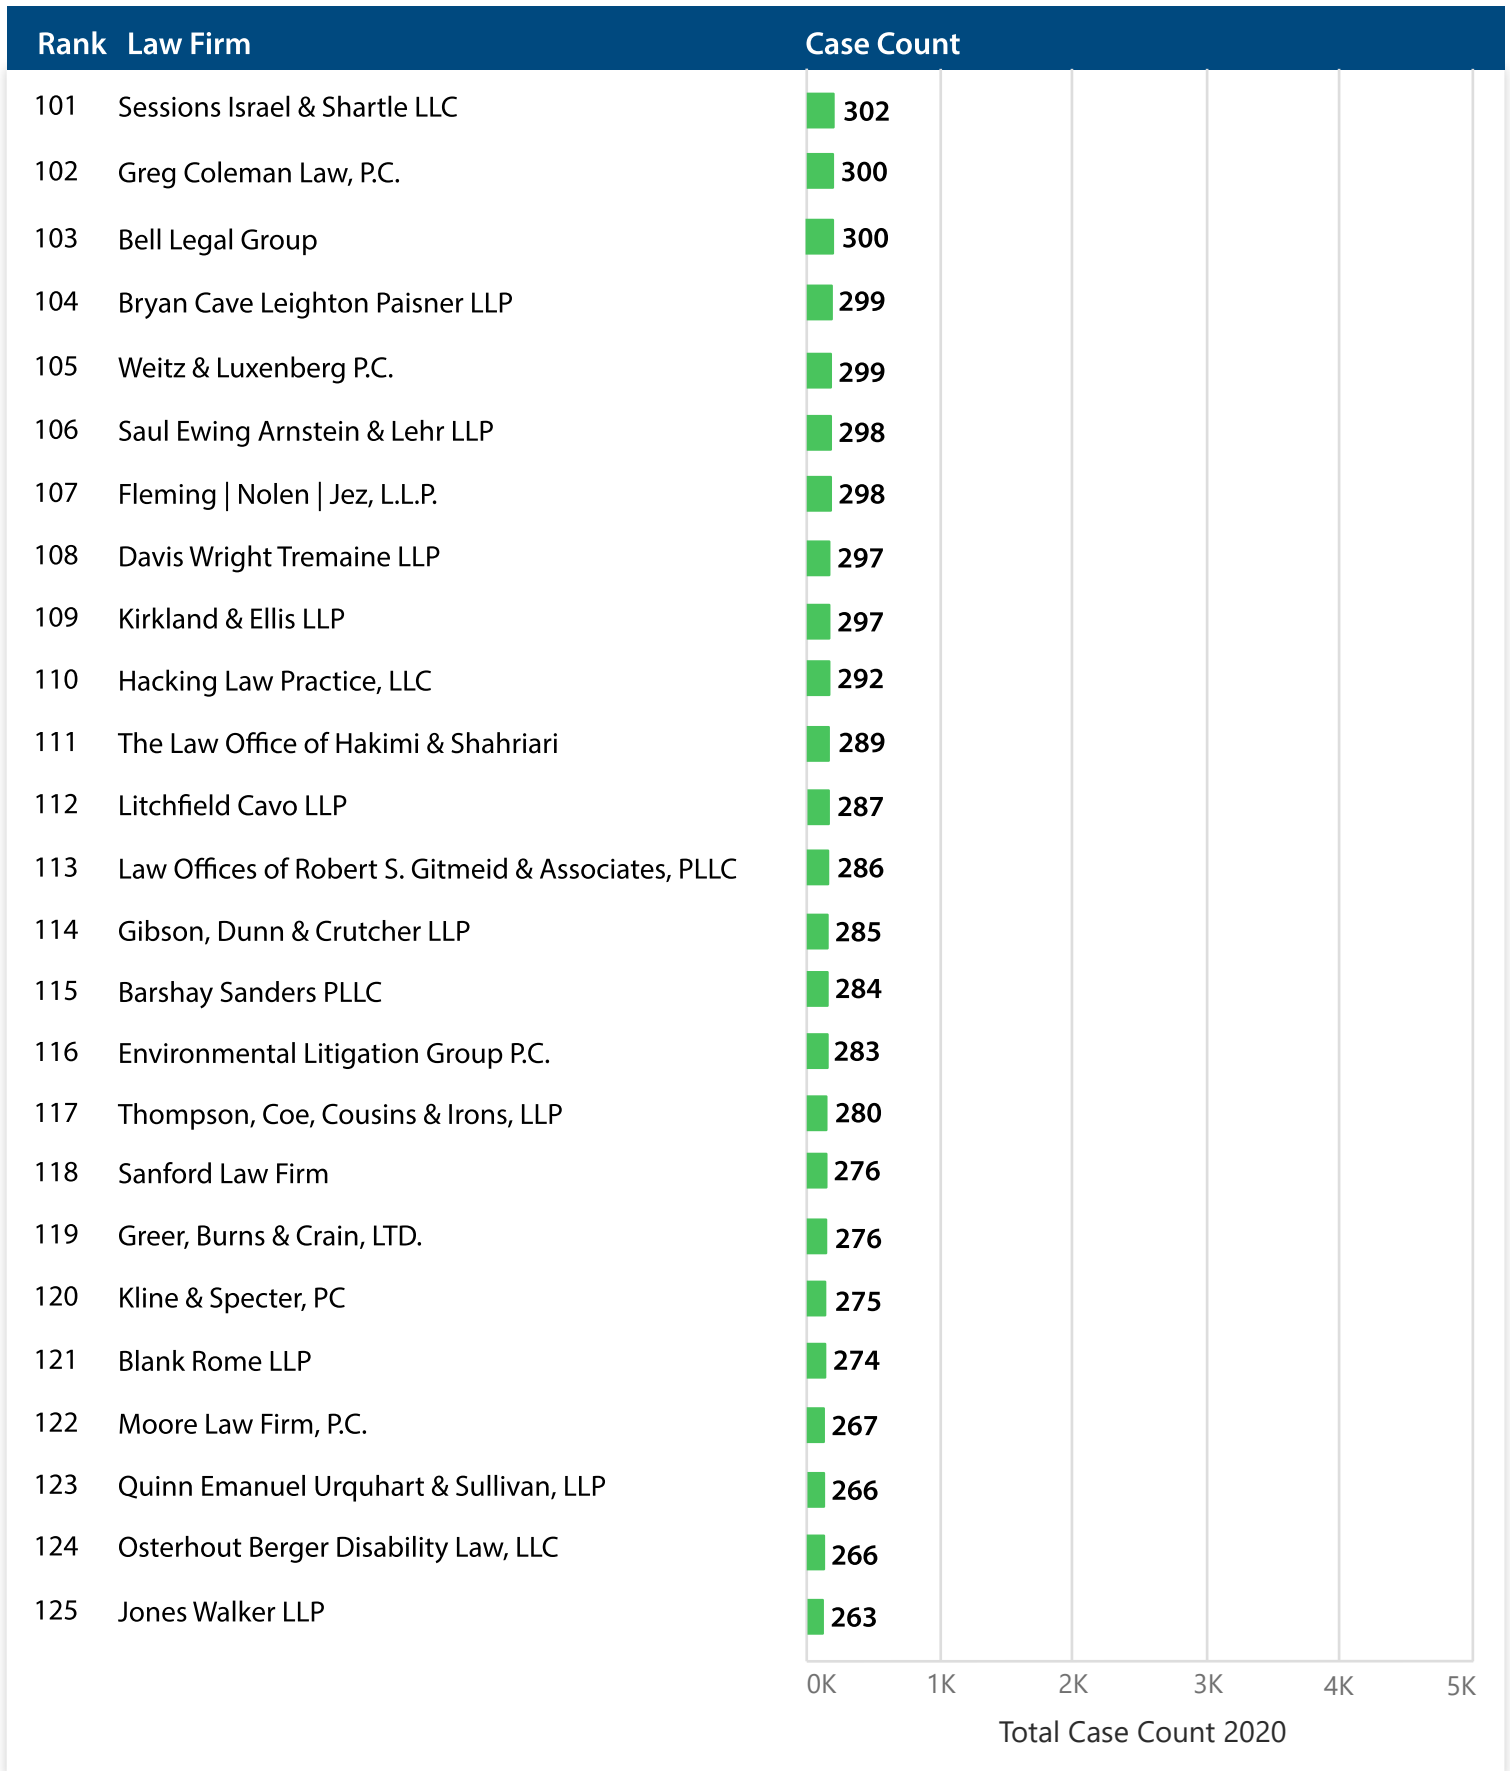 Rank Law Firm Case Count
101 Sessions Israel & Shartle LLC 302
102 Greg Coleman Law, P.C. 300
103 Bell Legal Group 300
104 Bryan Cave Leighton Paisner LLP 299
105 Weitz & Luxenberg P.C. 299
106 Saul Ewing Arnstein & Lehr LLP 298
107 Fleming | Nolen | Jez, L.L.P. 298
108 Davis Wright Tremaine LLP 297
109 Kirkland & Ellis LLP 297
110 Hacking Law Practice, LLC 292
111 The Law Office of Hakimi & Shahriari 289
112 Litchfield Cavo LLP 287
113 Law Offices of Robert S. Gitmeid & Associates, PLLC 286
114 Gibson, Dunn & Crutcher LLP 285
115 Barshay Sanders PLLC 284
116 Environmental Litigation Group P.C. 283
117 Thompson, Coe, Cousins & Irons, LLP 280
118 Sanford Law Firm 276
119 Greer, Burns & Crain, LTD. 276
120 Kline & Specter, PC 275
121 Blank Rome LLP 274
122 Moore Law Firm, P.C. 267
123 Quinn Emanuel Urquhart & Sullivan, LLP 266
124 Osterhout Berger Disability Law, LLC 266
125 Jones Walker LLP 263
0K 1K 2K 3K 4K 5K
Total Case Count 2020